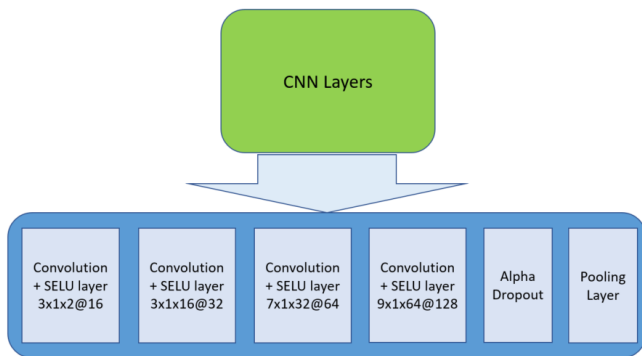 CNN Layers
Convolution
+ SELU layer
3x1x2@16
Convolution
+ SELU layer
3x1x16@32
Convolution
+ SELU layer
7x1x32@64
Convolution
+ SELU layer
9x1x64@128
Alpha
Dropout
Pooling
Layer